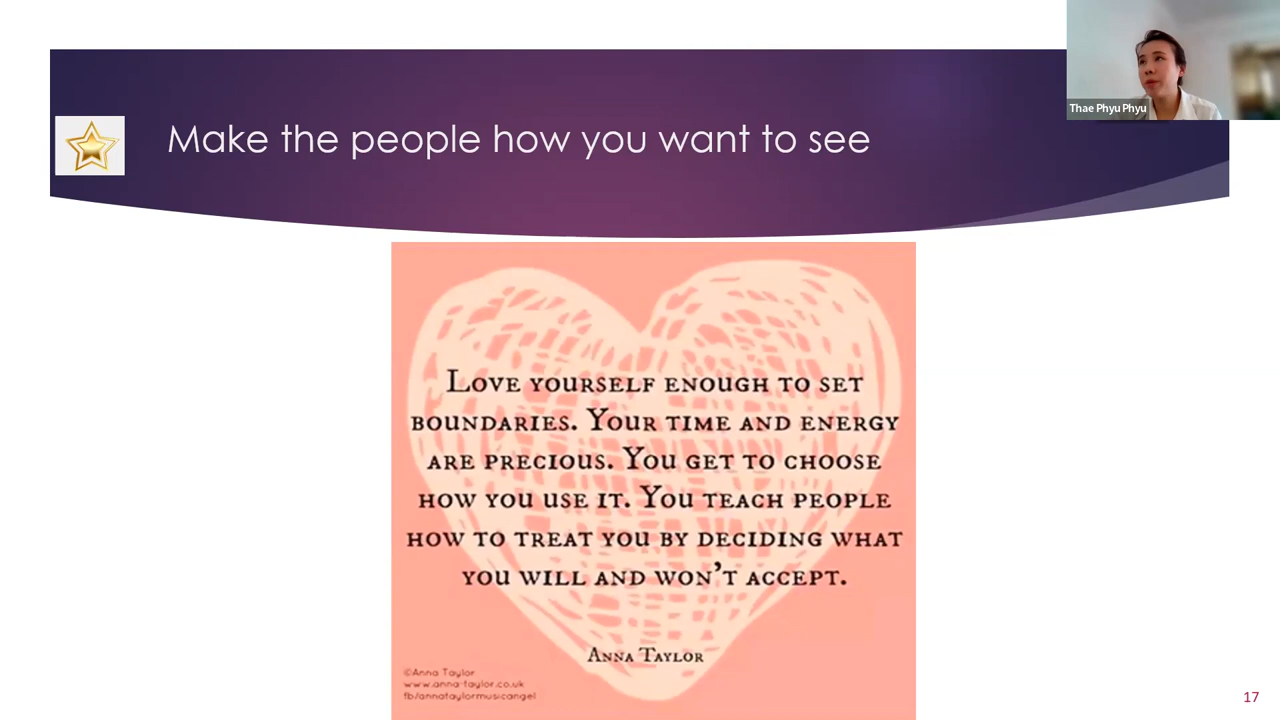 Thae Phyu Phyu
Make the people how you want to see
Love yourself enough to set
boundaries. Your time and energy
are precious. You get to choose
how you use it. You teach people
how to treat you by deciding what
you will and won't accept.
Anna Taylor
©Anna Taylor
www.anna-taylor.co.uk
fb/annataylormusicangel
17